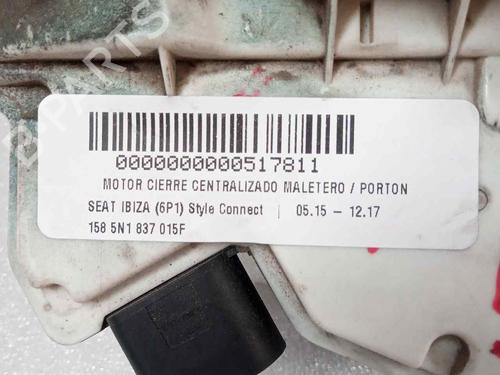 0000000000517811
MOTOR CIERRE CENTRALIZADO MALETERO / PORTON
SEAT IBIZA (6P1) Style Connect | 05.15 – 12.17
158 5N1 837 015F